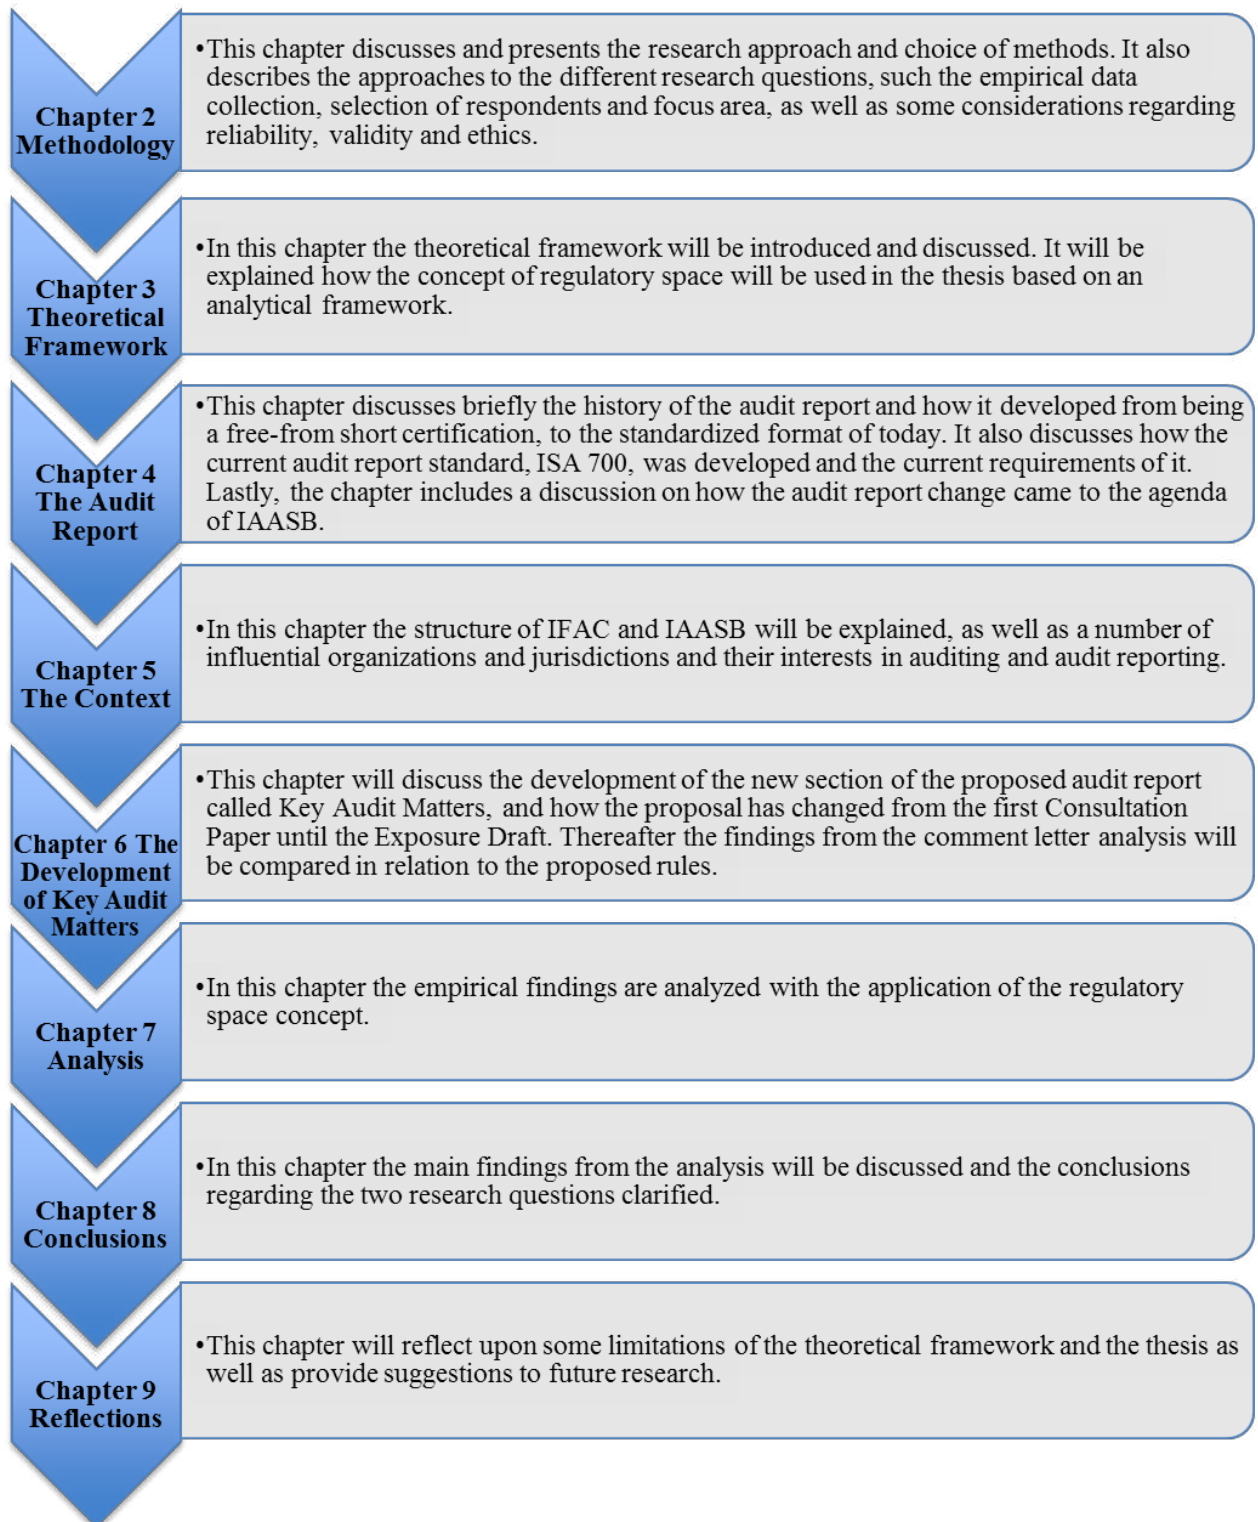 Chapter 2
Methodology
•This chapter discusses and presents the research approach and choice of methods. It also
describes the approaches to the different research questions, such the empirical data
collection, selection of respondents and focus area, as well as some considerations regarding
reliability, validity and ethics.
Chapter 3
Theoretical
Framework
•In this chapter the theoretical framework will be introduced and discussed. It will be
explained how the concept of regulatory space will be used in the thesis based on an
analytical framework.
Chapter 4
The Audit
Report
•This chapter discusses briefly the history of the audit report and how it developed from being
a free-from short certification, to the standardized format of today. It also discusses how the
current audit report standard, ISA 700, was developed and the current requirements of it.
Lastly, the chapter includes a discussion on how the audit report change came to the agenda
of IAASB.
Chapter 5
The Context
•In this chapter the structure of IFAC and IAASB will be explained, as well as a number of
influential organizations and jurisdictions and their interests in auditing and audit reporting.
Chapter 6 The
Development
of Key Audit
Matters
•This chapter will discuss the development of the new section of the proposed audit report
called Key Audit Matters, and how the proposal has changed from the first Consultation
Paper until the Exposure Draft. Thereafter the findings from the comment letter analysis will
be compared in relation to the proposed rules.
Chapter 7
Analysis
•In this chapter the empirical findings are analyzed with the application of the regulatory
space concept.
Chapter 8
Conclusions
•In this chapter the main findings from the analysis will be discussed and the conclusions
regarding the two research questions clarified.
Chapter 9
Reflections
•This chapter will reflect upon some limitations of the theoretical framework and the thesis as
well as provide suggestions to future research.